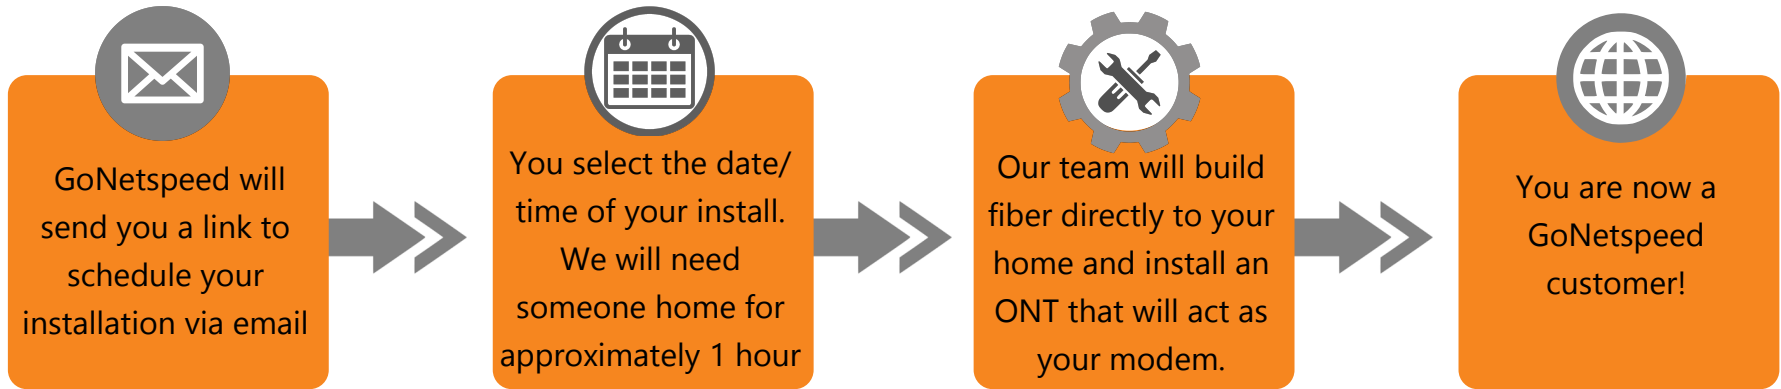 GoNetspeed will
send you a link to
schedule your
installation via email
You select the date/
time of your install.
We will need
someone home for
approximately 1 hour
Our team will build
fiber directly to your
home and install an
ONT that will act as
your modem.
You are now a
GoNetspeed
customer!